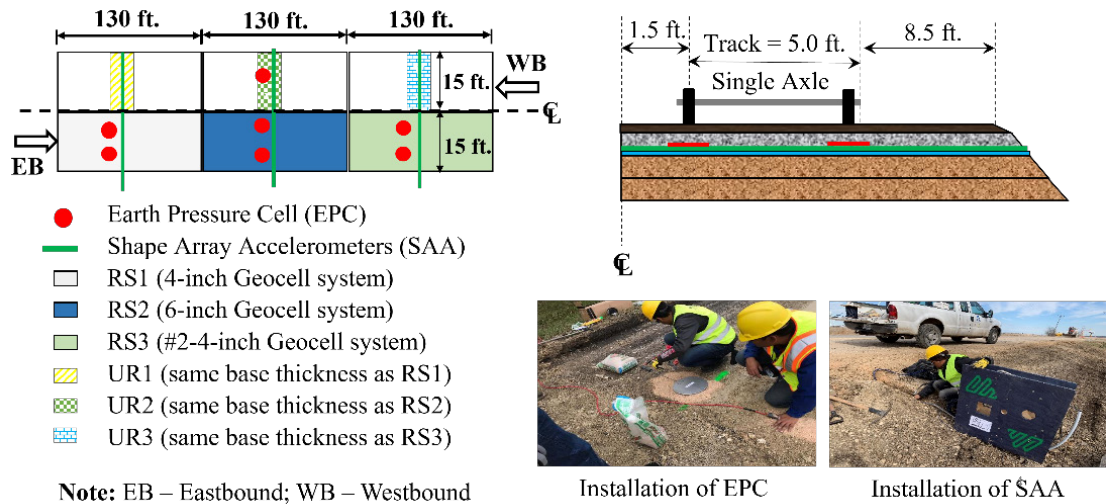 130 ft. 130 ft. 130 ft.
WB
15 ft.
℄
15 ft.
EB
Earth Pressure Cell (EPC)
Shape Array Accelerometers (SAA)
RS1 (4-inch Geocell system)
RS2 (6-inch Geocell system)
RS3 (#2-4-inch Geocell system)
UR1 (same base thickness as RS1)
UR2 (same base thickness as RS2)
UR3 (same base thickness as RS3)
Note: EB – Eastbound; WB – Westbound
1.5 ft. 8.5 ft.
Track = 5.0 ft.
Single Axle
℄
Installation of EPC Installation of SAA